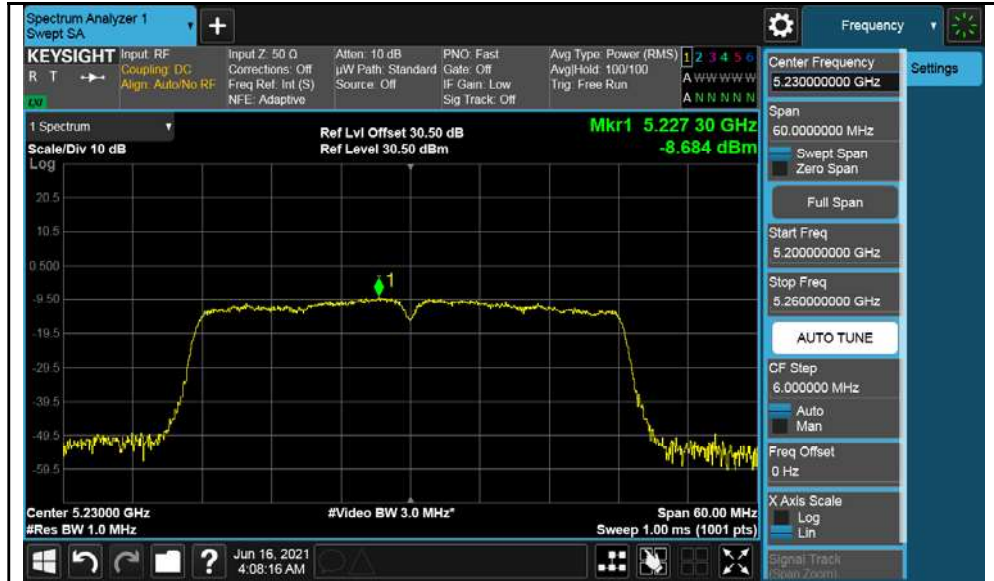 Spectrum Analyzer 1
Swept SA
+
Frequency
KEYSIGHT
R T
LXI
Input: RF
Coupling: DC
Align: Auto/No RF
Input Z: 50 Ω
Corrections: Off
Freq Ref: Int (S)
NFE: Adaptive
Atten: 10 dB
µW Path: Standard
Source: Off
PNO: Fast
Gate: Off
IF Gain: Low
Sig Track: Off
Avg Type: Power (RMS)
Avg|Hold: 100/100
Trig: Free Run
1 2 3 4 5 6
A W W W W W
A N N N N N
1 Spectrum
Scale/Div 10 dB
Log
Ref Lvl Offset 30.50 dB
Ref Level 30.50 dBm
Mkr1 5.227 30 GHz
-8.684 dBm
20.5
10.5
0.500
-9.50
-19.5
-29.5
-39.5
-49.5
-59.5
1
Center 5.23000 GHz
#Res BW 1.0 MHz
#Video BW 3.0 MHz*
Span 60.00 MHz
Sweep 1.00 ms (1001 pts)
?
Jun 16, 2021
4:08:16 AM
Center Frequency
5.230000000 GHz
Settings
Span
60.0000000 MHz
Swept Span
Zero Span
Full Span
Start Freq
5.200000000 GHz
Stop Freq
5.260000000 GHz
AUTO TUNE
CF Step
6.000000 MHz
Auto
Man
Freq Offset
0 Hz
X Axis Scale
Log
Lin
Signal Track
(Span Zoom)